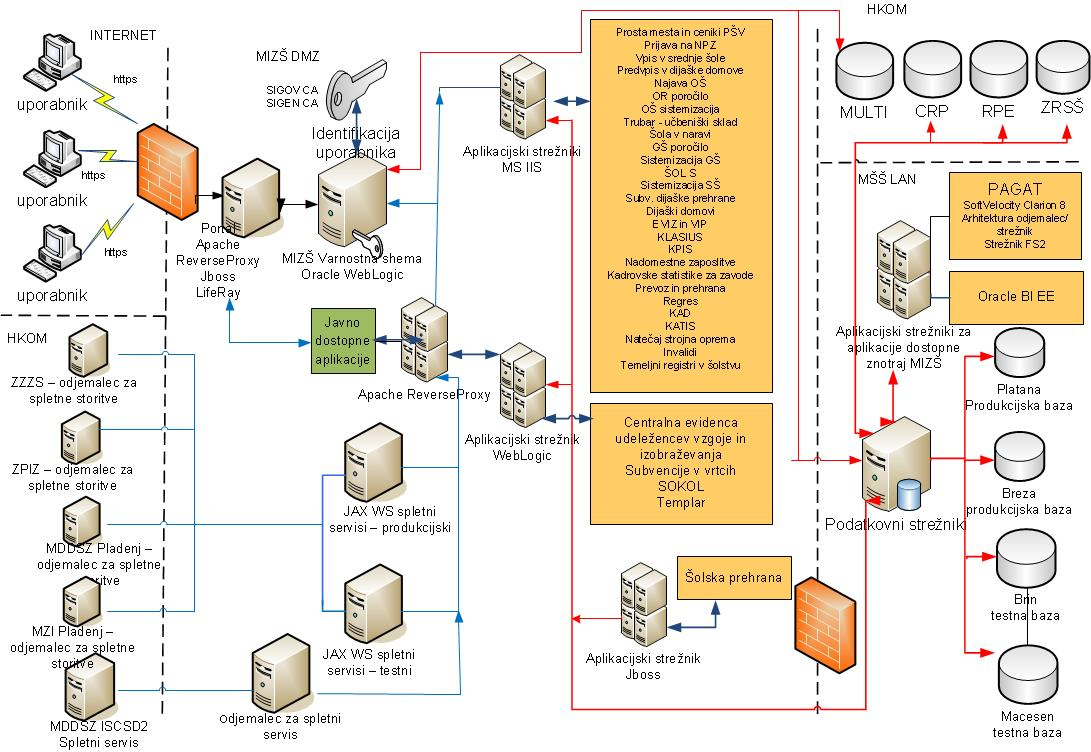 INTERNET
https
uporabnik
https
uporabnik
https
uporabnik
MIZŠ DMZ
SIGOVCA
SIGENCA
Identifikacija
uporabnika
Portal
Apache
ReverseProxy
Jboss
LifeRay
MIZŠ Varnostna shema
Oracle WebLogic
Aplikacijski strežniki
MS IIS
Prosta mesta in ceniki PŠV
Prijava na NPZ
Vpis v srednje šole
Predvpis v dijaške domove
Najava OŠ
OR poročilo
OŠ sistemizacija
Trubar - učbeniški sklad
Šola v naravi
GŠ poročilo
Sistemizacija GŠ
ŠOL S
Sistemizacija SŠ
Subv. dijaške prehrane
Dijaški domovi
EVIZ in VIP
KLASIUS
KPIS
Nadomestne zaposlitve
Kadrovske statistike za zavode
Prevoz in prehrana
Regres
KAD
KATIS
Natečaj strojna oprema
Invalidi
Temeljni registri v šolstvu
HKOM
MULTI
CRP
RPE
ZRSŠ
MŠŠ LAN
PAGAT
SoftVelocity Clarion 8
Arhitektura odjemalec/
strežnik
Strežnik FS2
Oracle BI EE
Aplikacijski strežniki za
aplikacije dostopne
znotraj MIZŠ
Javno
dostopne
aplikacije
Apache ReverseProxy
Aplikacijski strežnik
WebLogic
Centralna evidenca
udeležencev vzgoje in
izobraževanja
Subvencije v vrtcih
SOKOL
Templar
Podatkovni strežnik
Platana
Produkcijska baza
Breza
produkcijska baza
Brin
testna baza
Macesen
testna baza
HKOM
ZZZS – odjemalec za
spletne storitve
ZPIZ – odjemalec za
spletne storitve
MDDSZ Pladenj –
odjemalec za spletne
storitve
MZI Pladenj –
odjemalec za spletne
storitve
MDDSZ ISCSD2
Spletni servis
JAX WS spletni
servisi – produkcijski
JAX WS spletni
servisi – testni
Odjemalec za spletni
servis
Šolska prehrana
Aplikacijski strežnik
Jboss